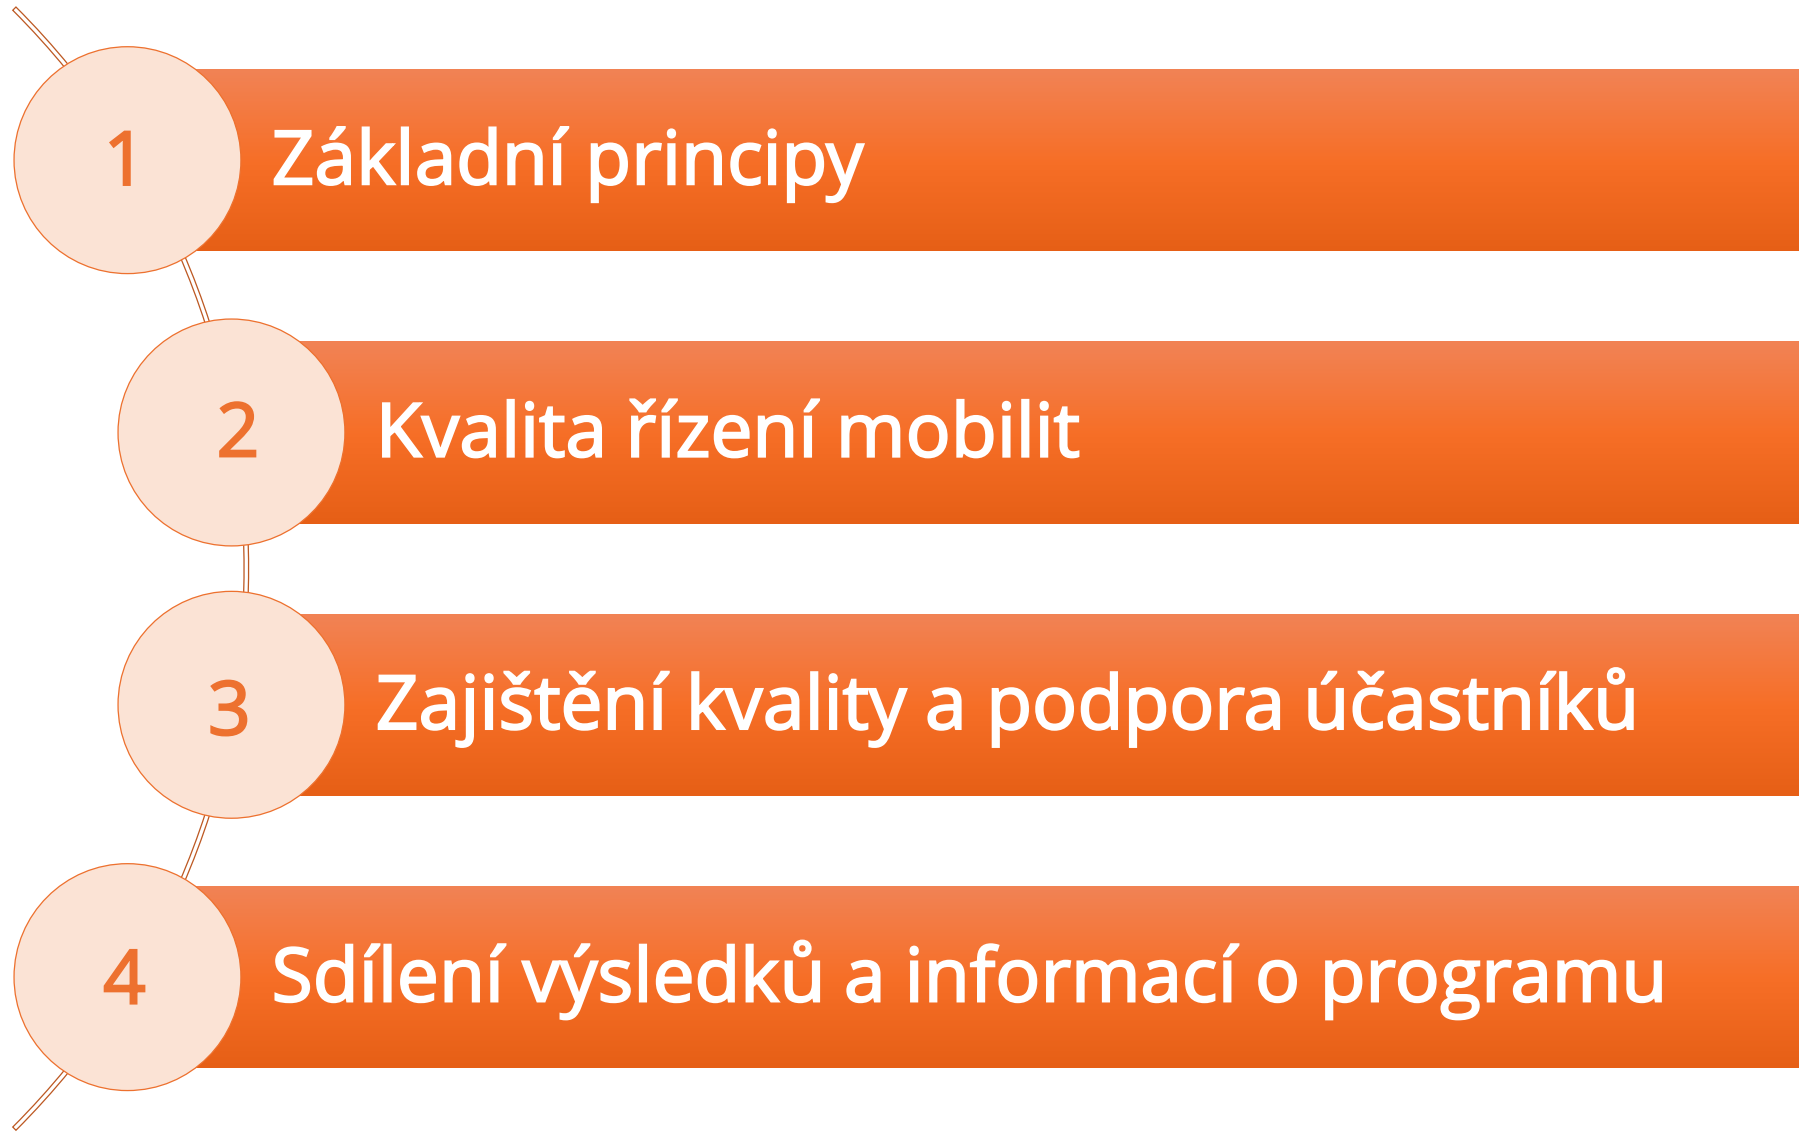 1 Základní principy
2 Kvalita řízení mobilit
3 Zajištění kvality a podpora účastníků
4 Sdílení výsledků a informací o programu